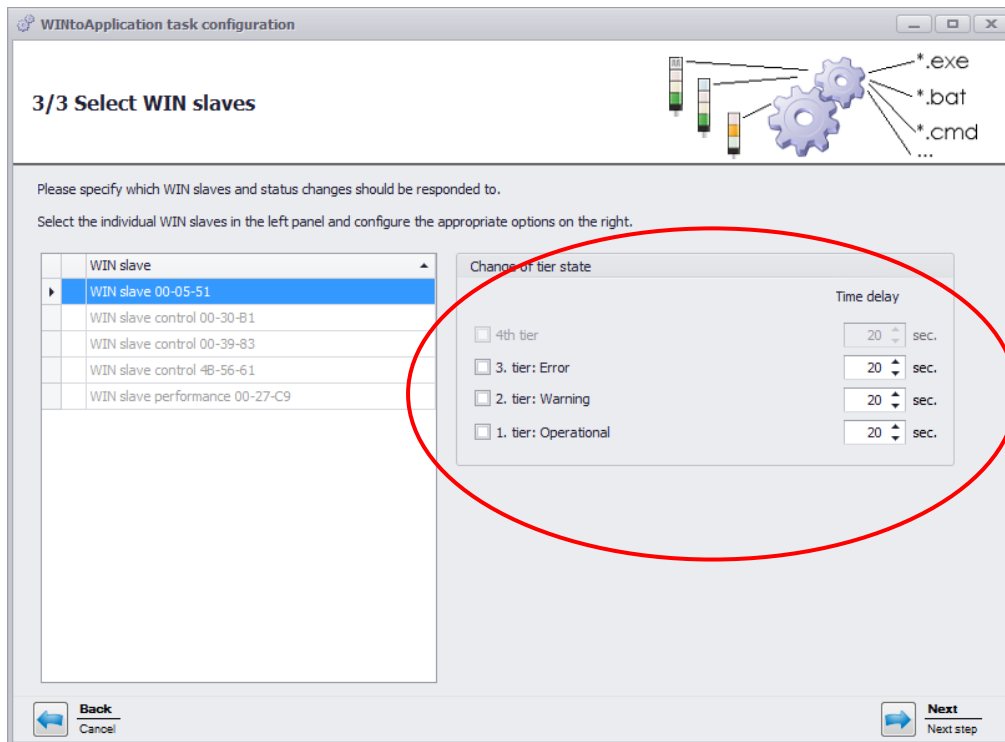 WINtoApplication task configuration
3/3 Select WIN slaves
*.exe
*.bat
*.cmd
...
Please specify which WIN slaves and status changes should be responded to.
Select the individual WIN slaves in the left panel and configure the appropriate options on the right.
WIN slave
WIN slave 00-05-51
WIN slave control 00-30-B1
WIN slave control 00-39-83
WIN slave control 4B-56-61
WIN slave performance 00-27-C9
Change of tier state
Time delay
4th tier 20 sec.
3. tier: Error 20 sec.
2. tier: Warning 20 sec.
1. tier: Operational 20 sec.
Back
Cancel
Next
Next step